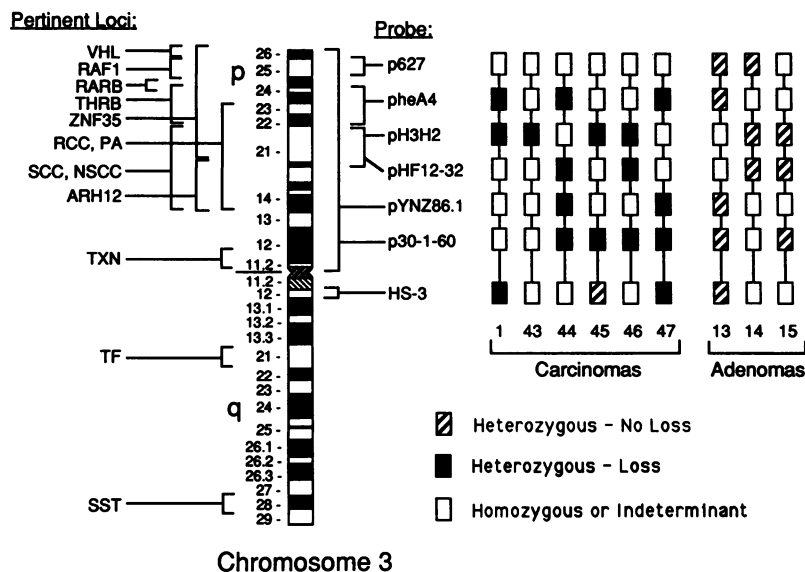 Pertinent Loci:
VHL
RAF1
RARB
THRB
ZNF35
RCC, PA
SCC, NSCC
ARH12
TXN
TF
SST
p
q
26 -
25 -
24 -
23 -
22 -
21 -
14 -
13 -
12 -
11.2 -
11.2 -
12 -
13.1 -
13.2 -
13.3 -
21 -
22 -
23 -
24 -
25 -
26.1 -
26.2 -
26.3 -
27 -
28 -
29 -
Chromosome 3
Probe:
p627
pheA4
pH3H2
pHF12-32
pYNZ86.1
p30-1-60
HS-3
1 43 44 45 46 47
Carcinomas
13 14 15
Adenomas
Heterozygous - No Loss
Heterozygous - Loss
Homozygous or Indeterminant